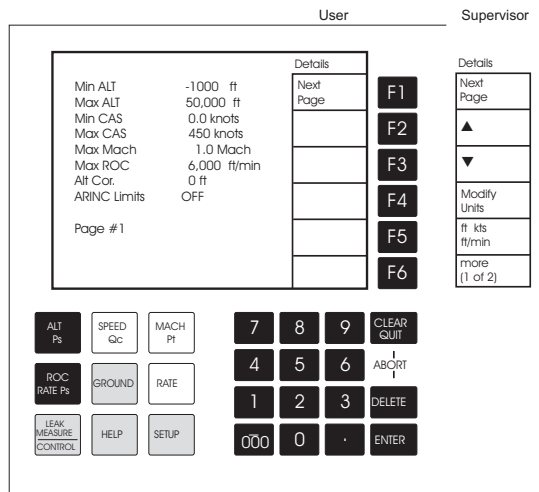 User
Supervisor
Details
Min ALT -1000 ft
Max ALT 50,000 ft
Min CAS 0.0 knots
Max CAS 450 knots
Max Mach 1.0 Mach
Max ROC 6,000 ft/min
Alt Cor. 0 ft
ARINC Limits OFF
Page #1
Next
Page
F1
F2
F3
F4
F5
F6
Details
Next
Page
▲
▼
Modify
Units
ft kts
ft/min
more
(1 of 2)
ALT
Ps
SPEED
Qc
MACH
Pt
ROC
RATE Ps
GROUND
RATE
LEAK
MEASURE
CONTROL
HELP
SETUP
7 8 9 CLEAR
QUIT
4 5 6 ABORT
1 2 3 DELETE
000 0 . ENTER